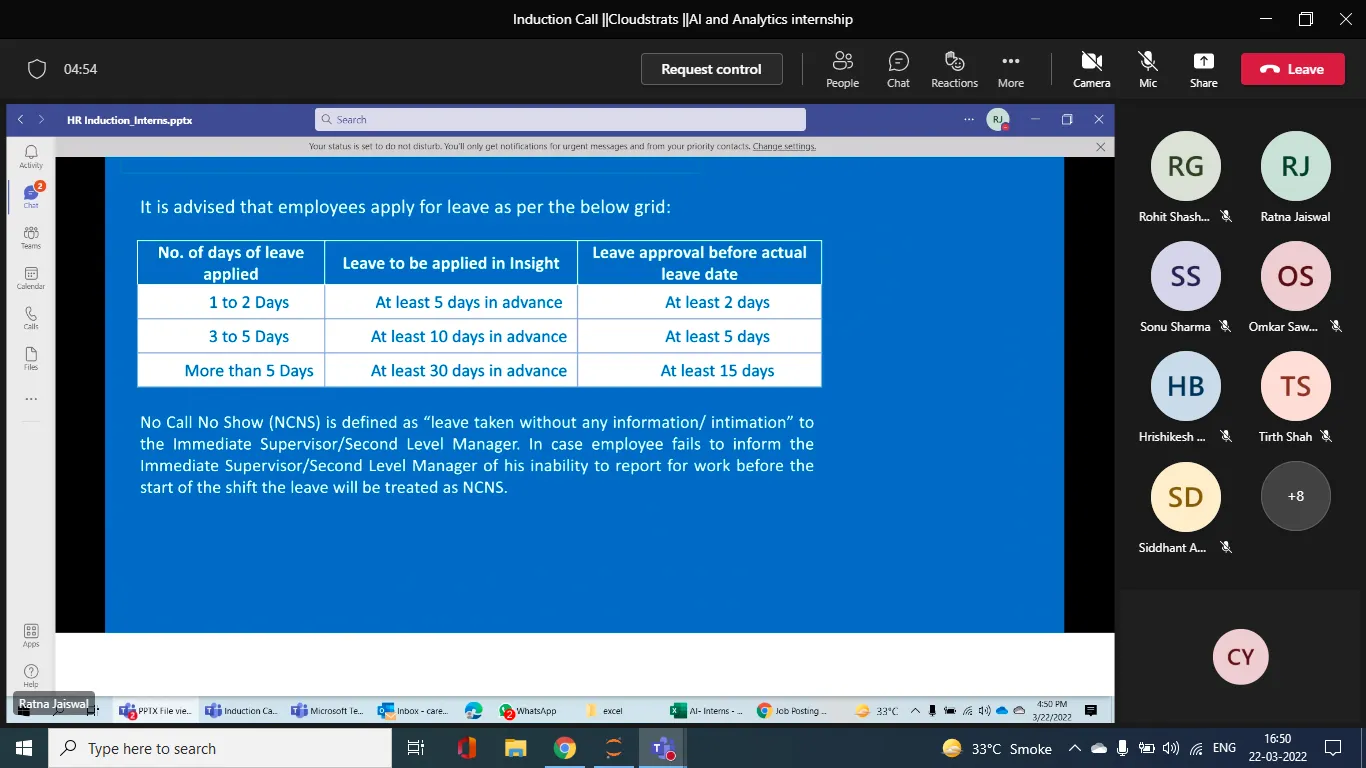 Induction Call ||Cloudstrats ||AI and Analytics internship
04:54
Request control
People
Chat
Reactions
More
Camera
Mic
Share
Leave
HR Induction_Interns.pptx
Search
RJ
Your status is set to do not disturb. You'll only get notifications for urgent messages and from your priority contacts. Change settings.
Activity
2
Chat
Teams
Calendar
Calls
Files
Apps
Help
It is advised that employees apply for leave as per the below grid:
No. of days of leave applied
Leave to be applied in Insight
Leave approval before actual leave date
1 to 2 Days
At least 5 days in advance
At least 2 days
3 to 5 Days
At least 10 days in advance
At least 5 days
More than 5 Days
At least 30 days in advance
At least 15 days
No Call No Show (NCNS) is defined as “leave taken without any information/ intimation” to
the Immediate Supervisor/Second Level Manager. In case employee fails to inform the
Immediate Supervisor/Second Level Manager of his inability to report for work before the
start of the shift the leave will be treated as NCNS.
RG
Rohit Shash...
RJ
Ratna Jaiswal
SS
Sonu Sharma
OS
Omkar Saw...
HB
Hrishikesh ...
TS
Tirth Shah
SD
Siddhant A...
+8
CY
Ratna Jaiswal
2
PPTX File vie...
Induction Ca...
Microsoft Te...
Inbox - care...
2
WhatsApp
excel
AI- Interns - ...
Job Posting ...
33°C
4:50 PM
3/22/2022
Type here to search
33°C Smoke
ENG
16:50
22-03-2022